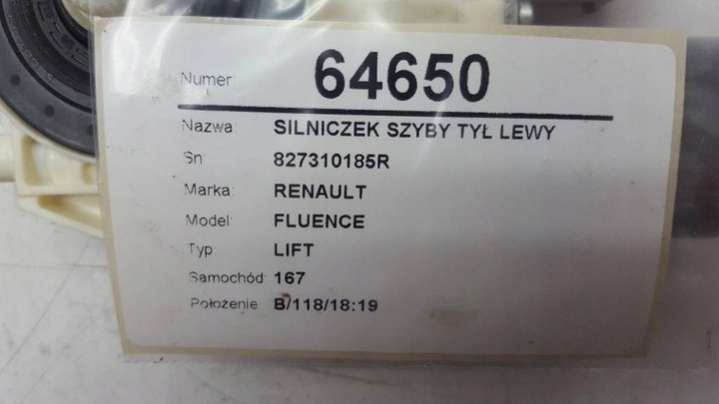 Numer: 64650
Nazwa: SILNICZEK SZYBY TYŁ LEWY
Sn: 827310185R
Marka: RENAULT
Model: FLUENCE
Typ LIFT
Samochód: 167
Położenie B/118/18:19